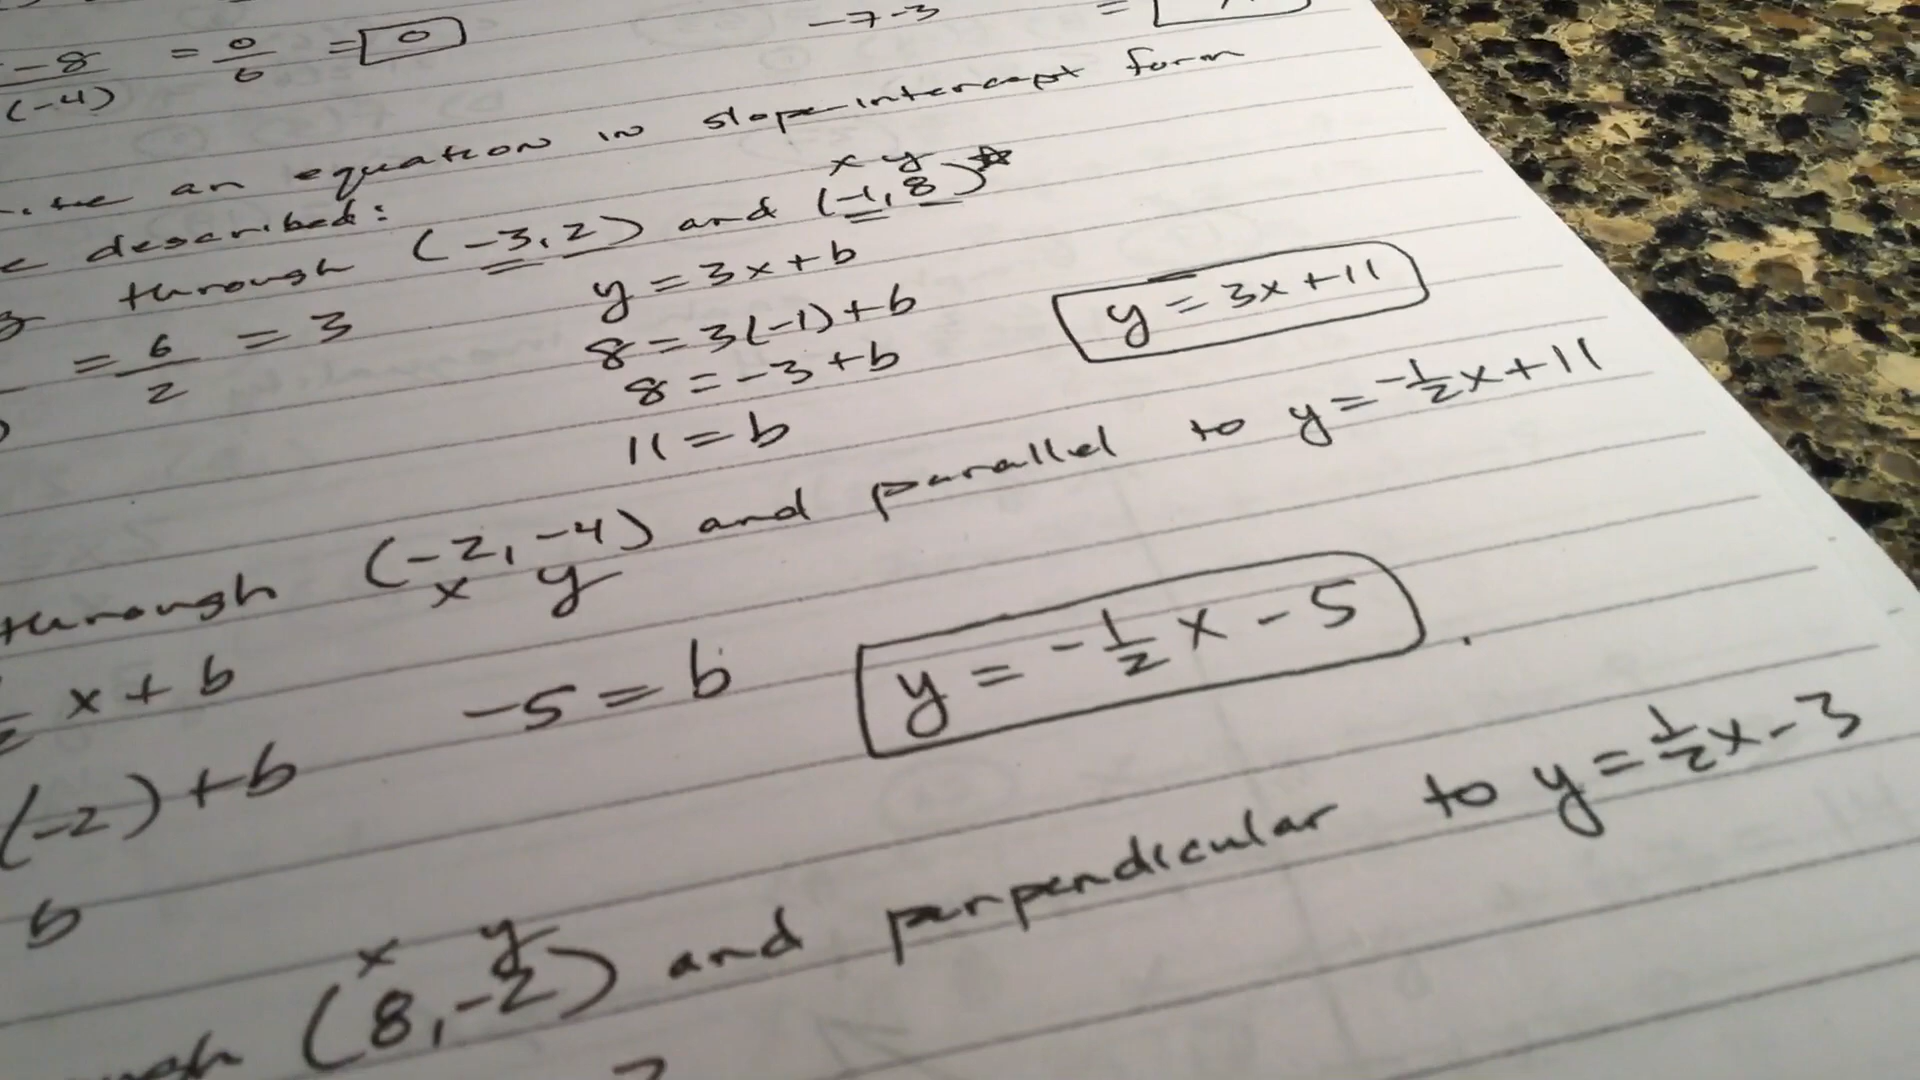 -8/(-4) = 0/6 = 0
-7-3 =
an equation in slope-intercept form
described:
x y
through (-3,2) and (-1,8)☆
= 6/2 = 3
y = 3x+b
8 = 3(-1)+b
8 = -3+b
11 = b
y = 3x+11
through (-2,-4) and parallel to y = -1/2x+11
x y
x + b
-5 = b
y = -1/2x - 5
(-2)+b
b
x y
(8,-2) and perpendicular to y = 1/2x-3